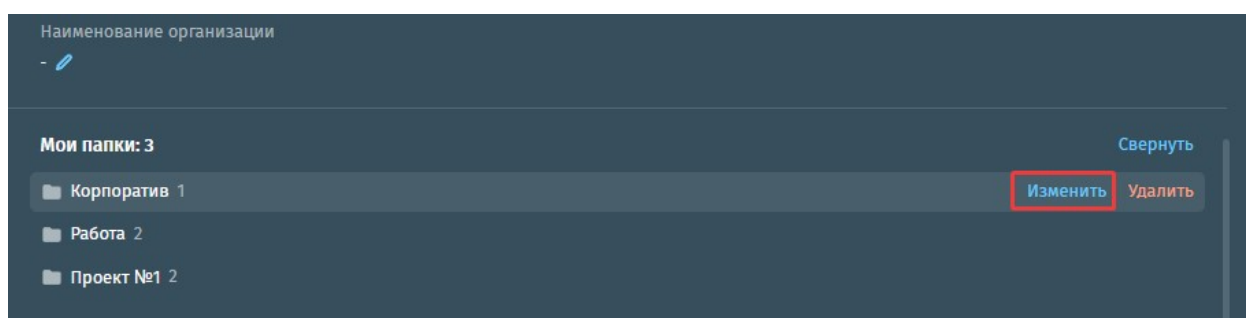 Наименование организации
-
Мои папки: 3 Свернуть
Корпоратив 1 Изменить Удалить
Работа 2
Проект №1 2